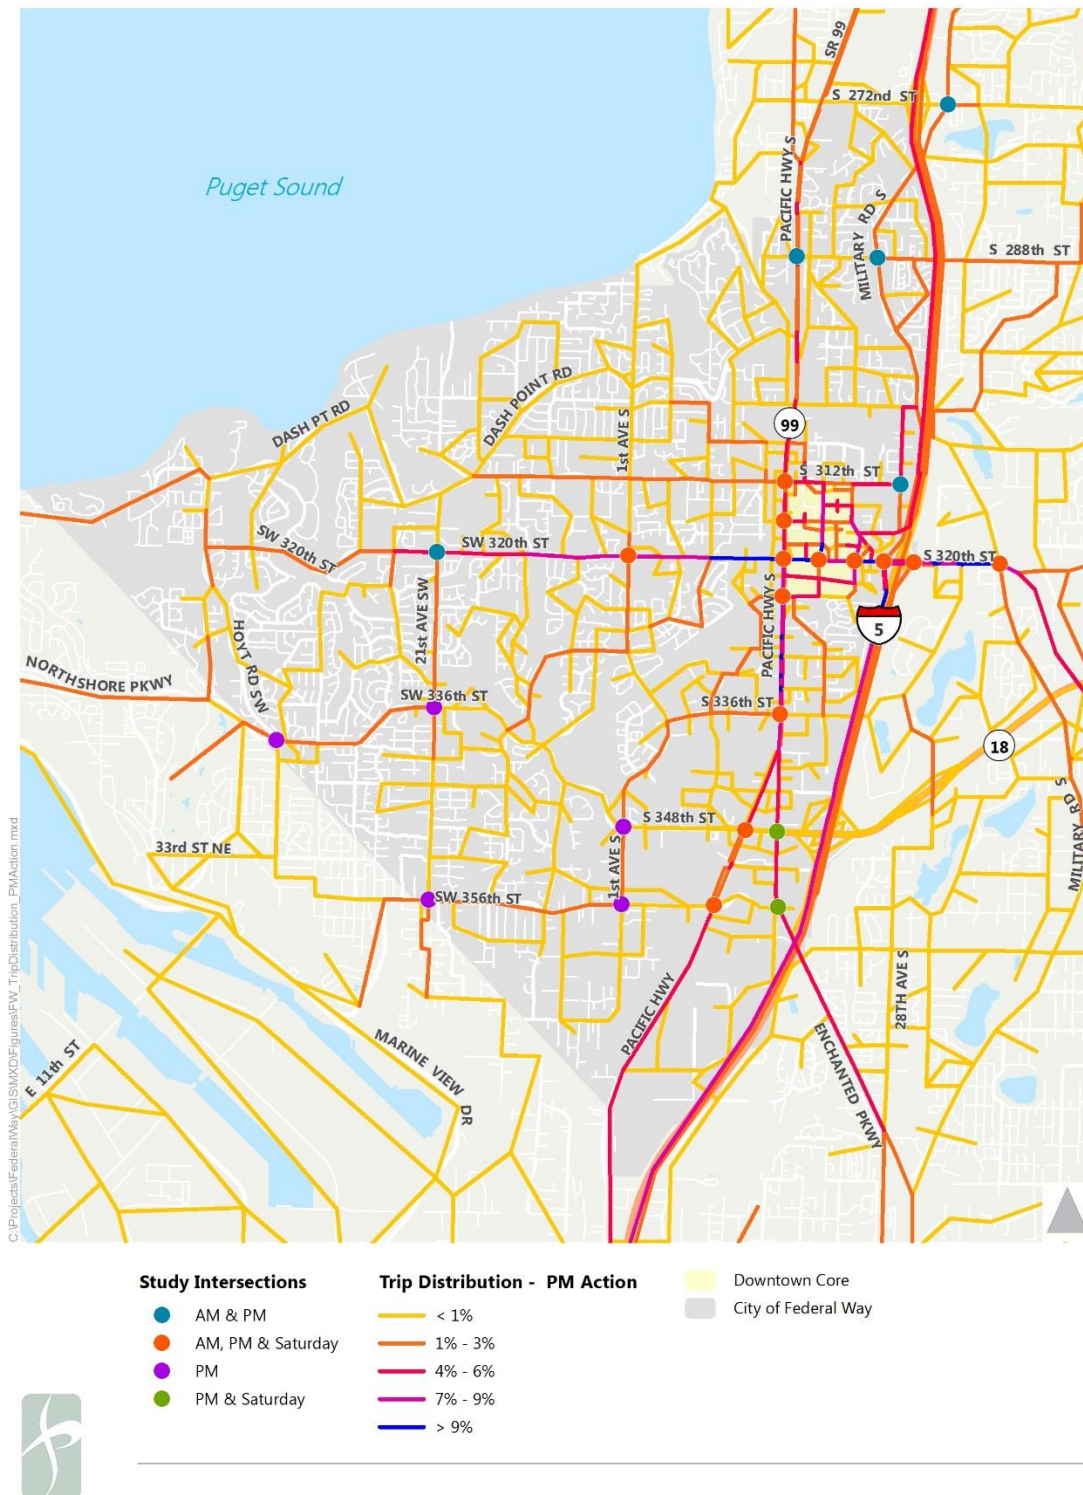 SR 99
S 272nd ST
Puget Sound
PACIFIC HWY S
MILITARY RD S
S 288th ST
DASH PT RD
DASH POINT RD
1st AVE S
99
S 312th ST
SW 320th ST
SW 320th ST
S 320th ST
21st AVE SW
PACIFIC HWY S
5
HOYT RD SW
NORTHSHORE PKWY
SW 336th ST
S 336th ST
18
MILITARY RD S
S 348th ST
33rd ST NE
1st AVE S
SW 356th ST
28TH AVE S
PACIFIC HWY
ENCHANTED PKWY
MARINE VIEW DR
E 11th ST
C:\Projects\FederalWay\GIS\MXD\Figures\FW_TripDistribution_PMAction.mxd
Study Intersections
AM & PM
AM, PM & Saturday
PM
PM & Saturday
Trip Distribution - PM Action
< 1%
1% - 3%
4% - 6%
7% - 9%
> 9%
Downtown Core
City of Federal Way